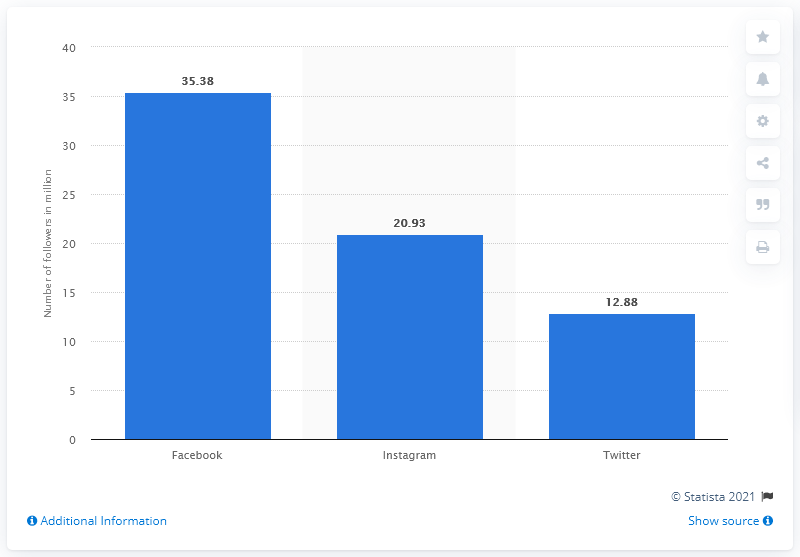 Number of followers in million
40
35
30
25
20
15
10
5
0
35.38
20.93
12.88
Facebook
Instagram
Twitter
© Statista 2021
Additional Information
Show source